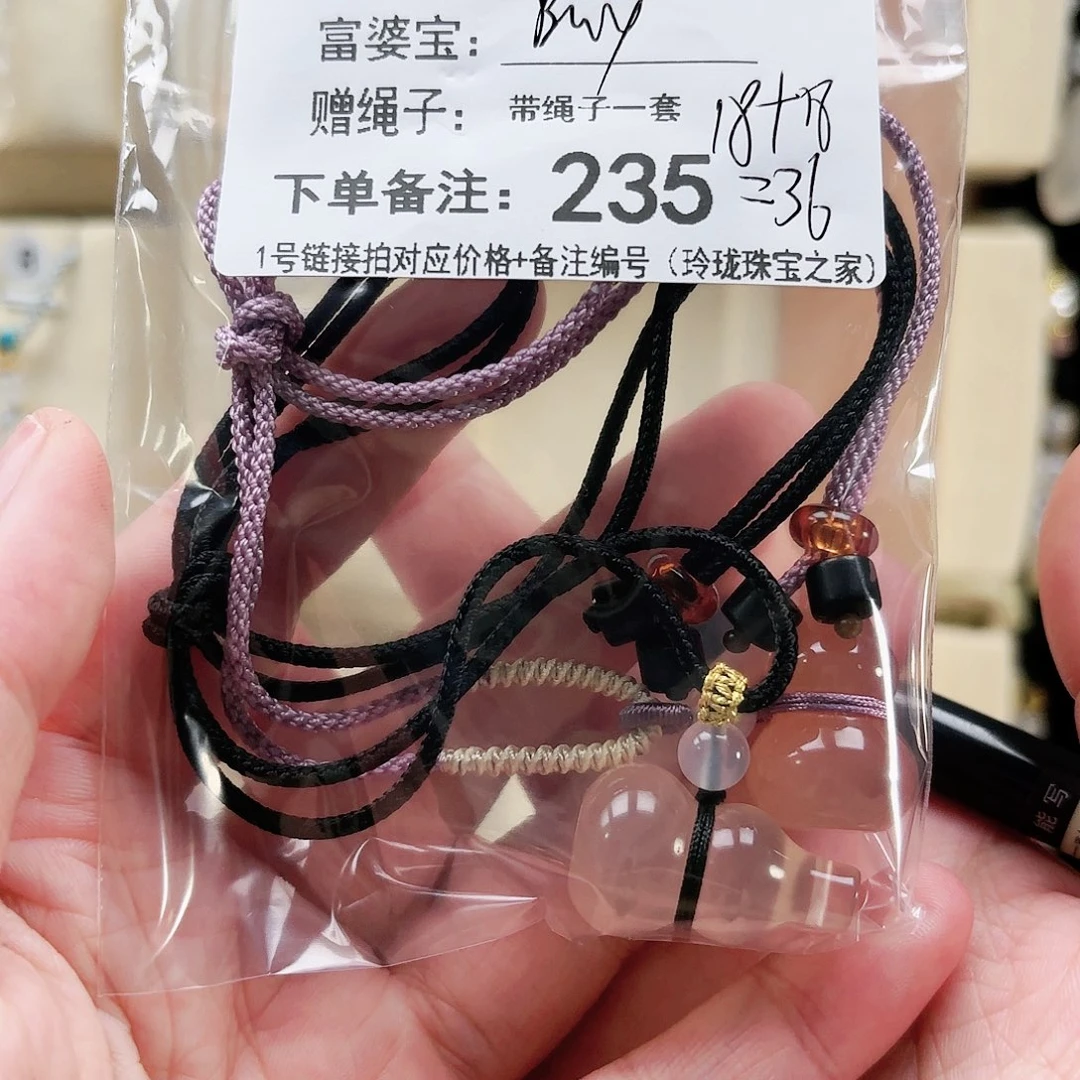 富婆宝: Buy
赠绳子: 带绳子一套 18+18
下单备注: 235 =36
1号链接拍对应价格+备注编号(玲珑珠宝之家)
能写